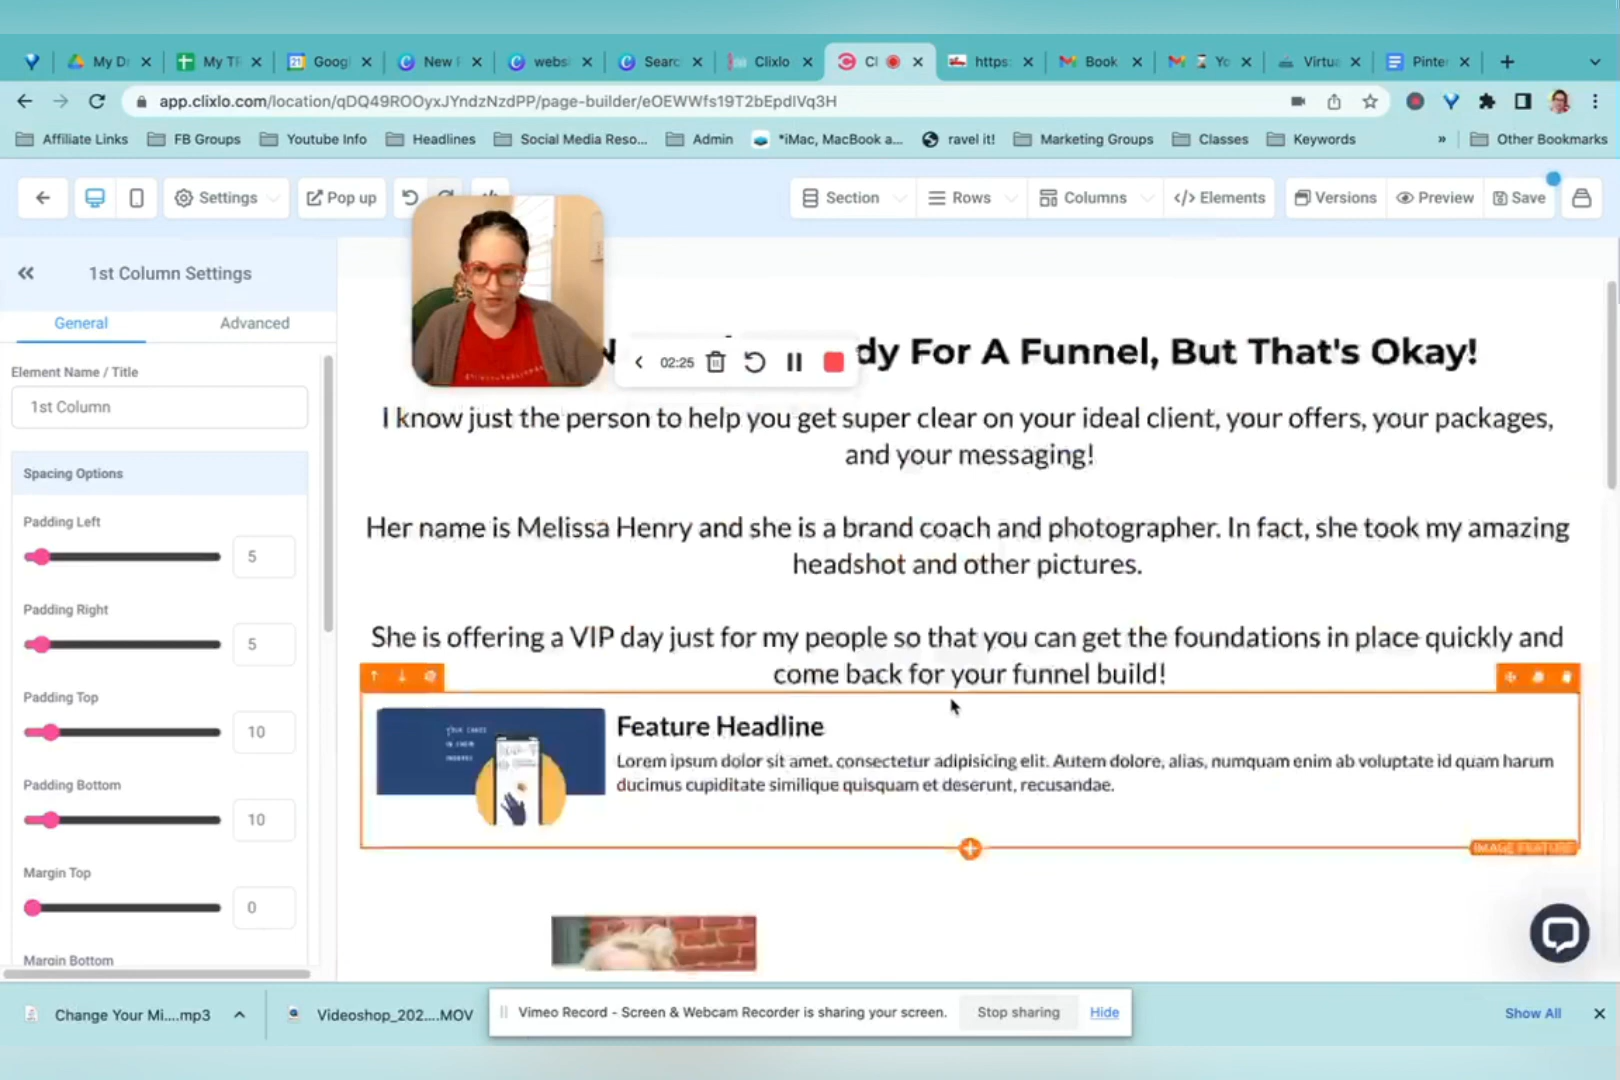 My Dr
My TR
Googl
New F
webs
Searc
Clixlo
Cl
https:
Book
Yo
Virtua
Pinter
app.clixlo.com/location/qDQ49ROOyxJYndzNzdPP/page-builder/eOEWWfs19T2bEpdIVq3H
Affiliate Links
FB Groups
Youtube Info
Headlines
Social Media Reso...
Admin
*iMac, MacBook a...
ravel it!
Marketing Groups
Classes
Keywords
»
Other Bookmarks
Settings
Pop up
Section
Rows
Columns
</> Elements
Versions
Preview
Save
1st Column Settings
General
Advanced
Element Name / Title
1st Column
Spacing Options
Padding Left
5
Padding Right
5
Padding Top
10
Padding Bottom
10
Margin Top
0
Margin Bottom
02:25
dy For A Funnel, But That's Okay!
I know just the person to help you get super clear on your ideal client, your offers, your packages,
and your messaging!
Her name is Melissa Henry and she is a brand coach and photographer. In fact, she took my amazing
headshot and other pictures.
She is offering a VIP day just for my people so that you can get the foundations in place quickly and
come back for your funnel build!
Feature Headline
Lorem ipsum dolor sit amet, consectetur adipisicing elit. Autem dolore, alias, numquam enim ab voluptate id quam harum
ducimus cupiditate similique quisquam et deserunt, recusandae.
IMAGE FEATURE
Change Your Mi....mp3
Videoshop_202....MOV
Vimeo Record - Screen & Webcam Recorder is sharing your screen.
Stop sharing
Hide
Show All